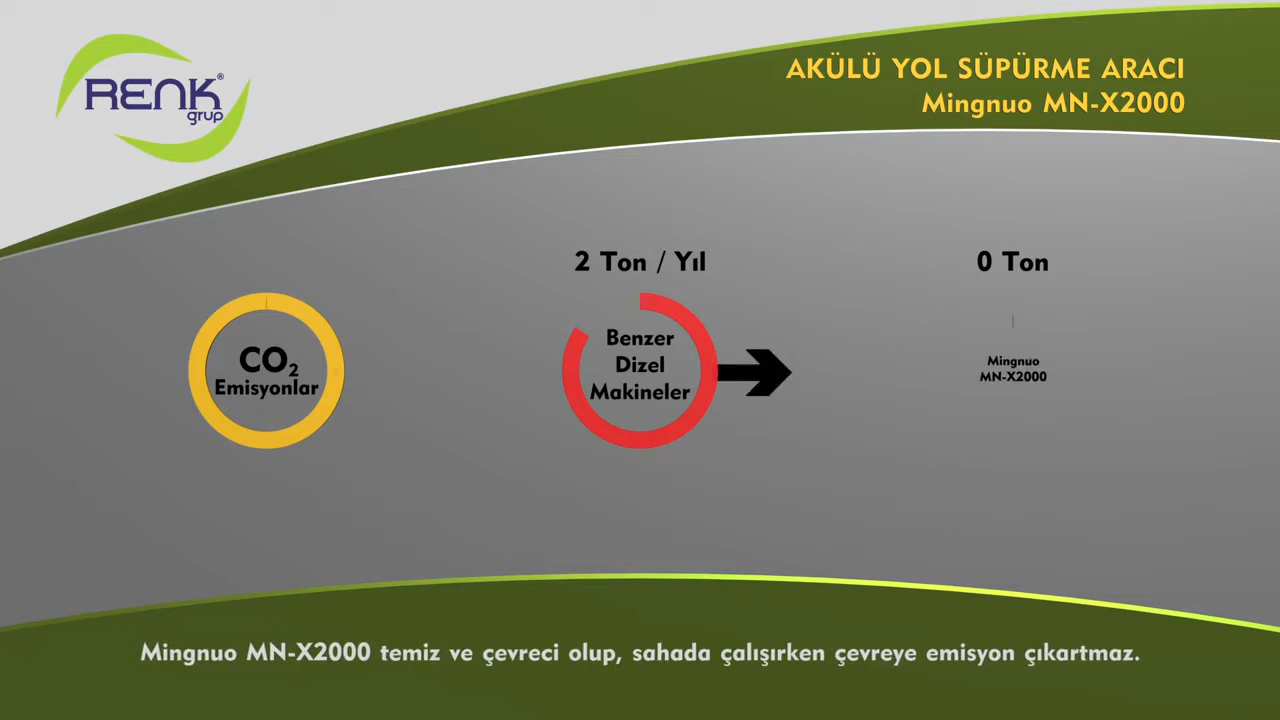 RENK®
grup
AKÜLÜ YOL SÜPÜRME ARACI
Mingnuo MN-X2000
2 Ton / Yıl
0 Ton
CO₂
Emisyonlar
Benzer
Dizel
Makineler
Mingnuo
MN-X2000
Mingnuo MN-X2000 temiz ve çevreci olup, sahada çalışırken çevreye emisyon çıkartmaz.